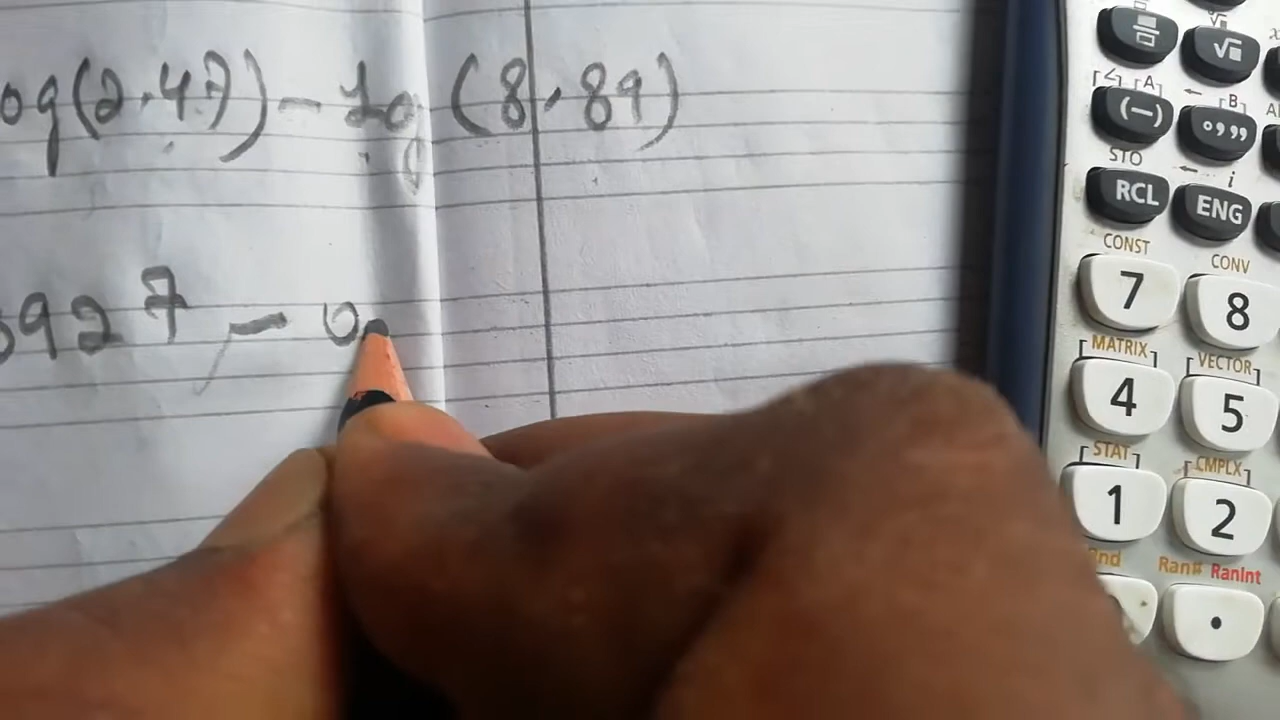 og(2.47) - Log (8.89)
0927 - 0.
√
√
[∠] [A] ← [B]
(−) °,,,
STO ← i
RCL ENG
CONST CONV
7 8
[MATRIX] [VECTOR]
4 5
[STAT] [CMPLX]
1 2
Ran# RanInt
.